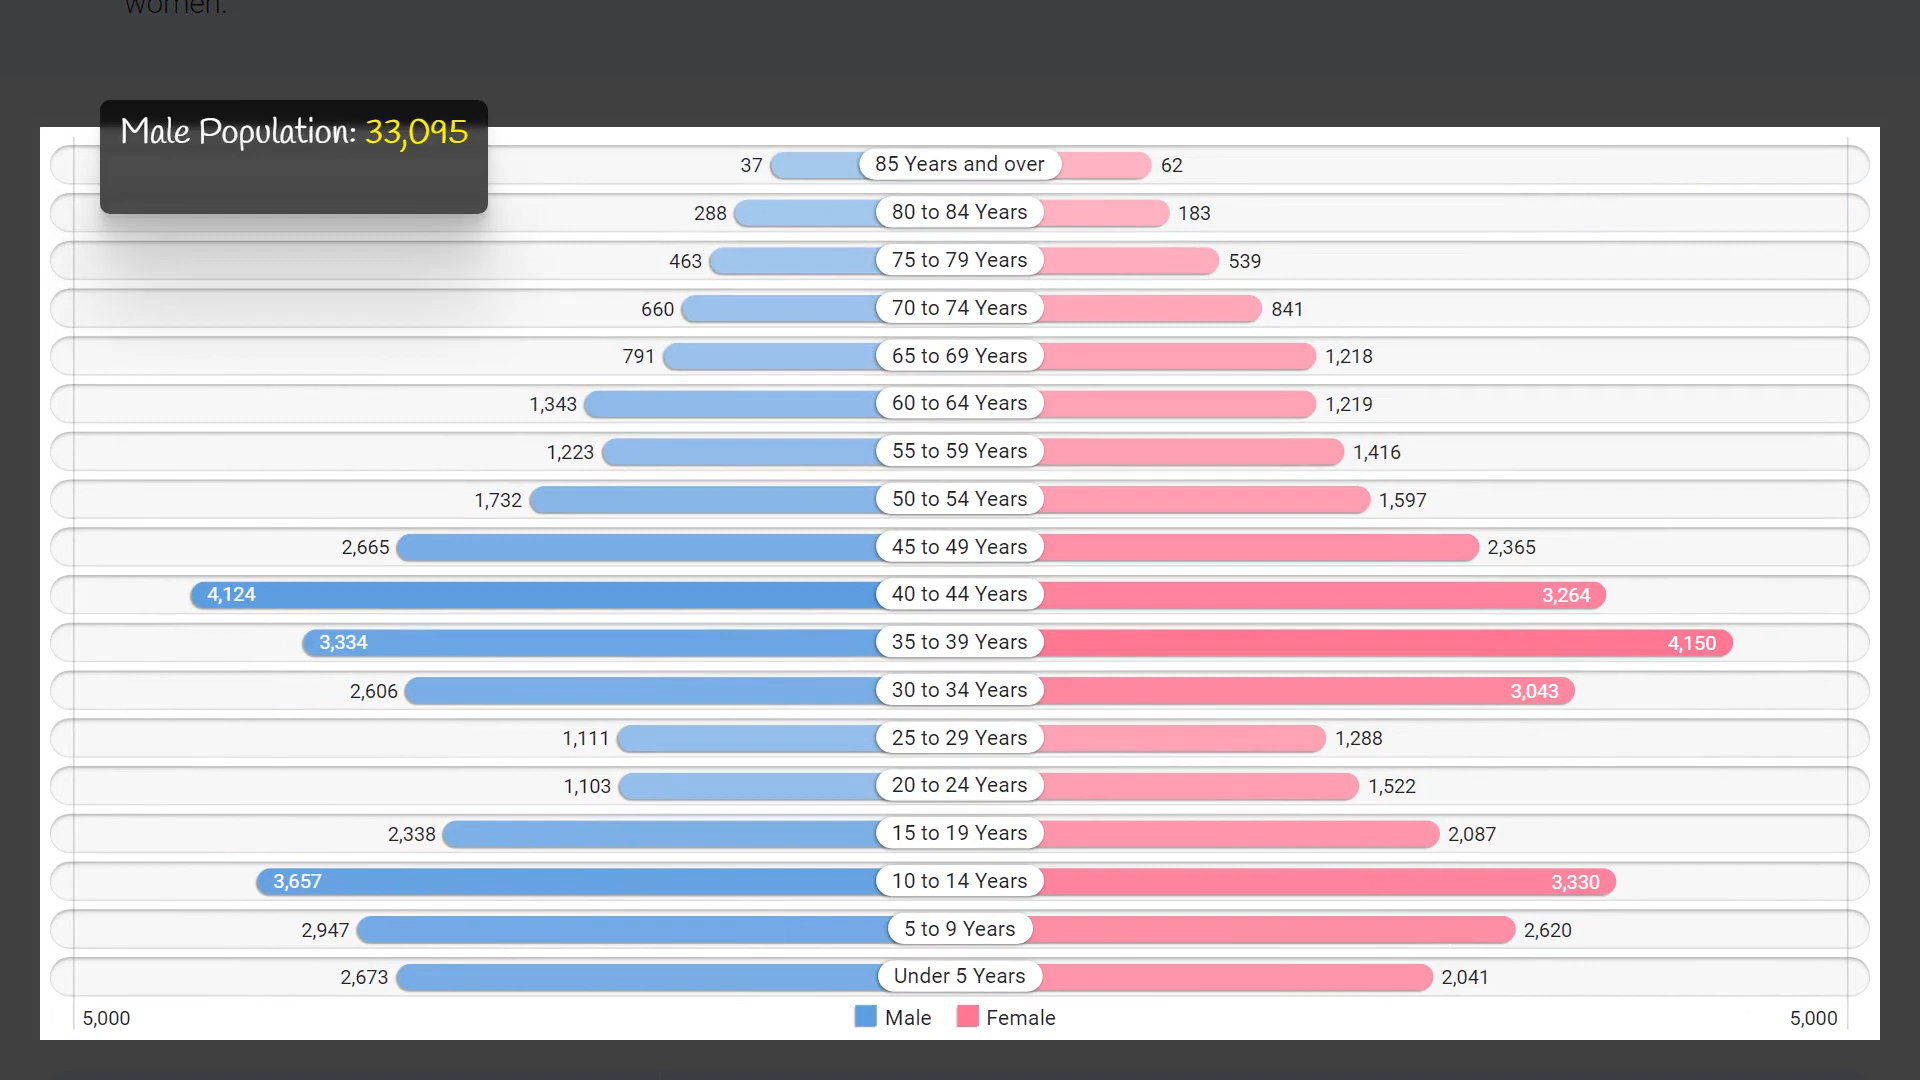 women.
Male Population: 33,095
37 85 Years and over 62
288 80 to 84 Years 183
463 75 to 79 Years 539
660 70 to 74 Years 841
791 65 to 69 Years 1,218
1,343 60 to 64 Years 1,219
1,223 55 to 59 Years 1,416
1,732 50 to 54 Years 1,597
2,665 45 to 49 Years 2,365
4,124 40 to 44 Years 3,264
3,334 35 to 39 Years 4,150
2,606 30 to 34 Years 3,043
1,111 25 to 29 Years 1,288
1,103 20 to 24 Years 1,522
2,338 15 to 19 Years 2,087
3,657 10 to 14 Years 3,330
2,947 5 to 9 Years 2,620
2,673 Under 5 Years 2,041
5,000 Male Female 5,000